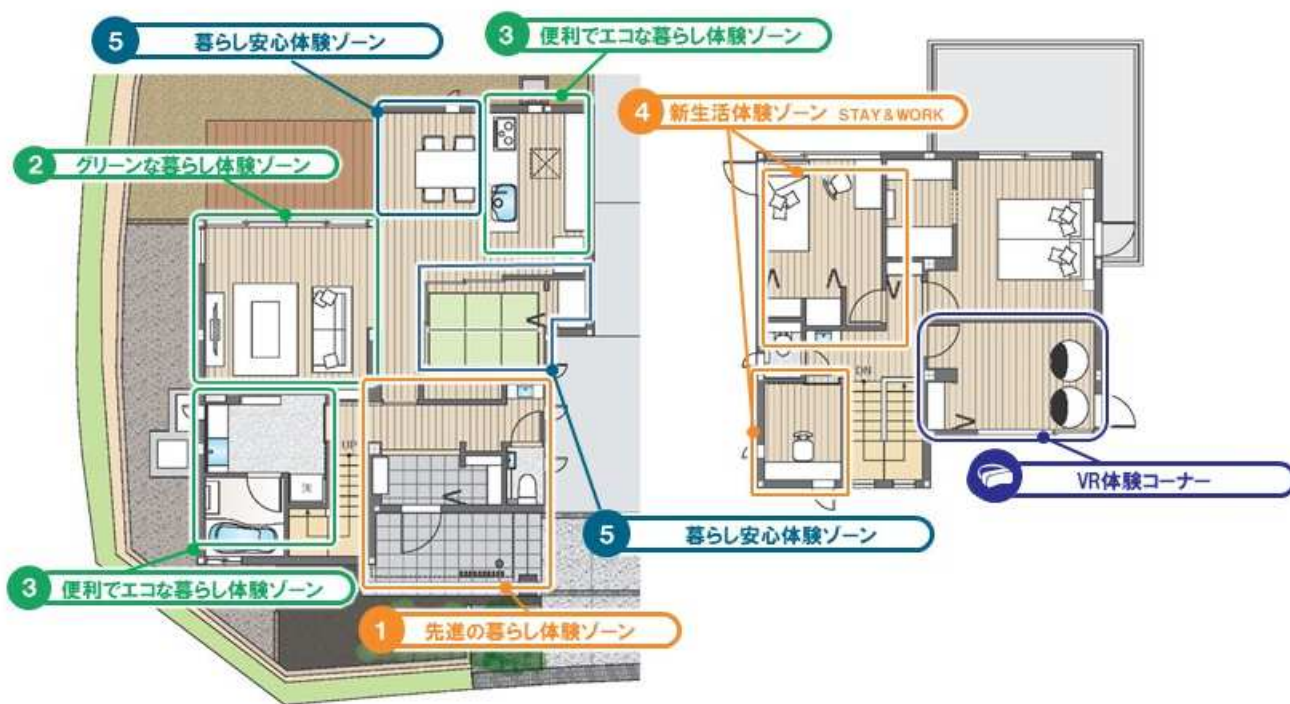 5 暮らし安心体験ゾーン
3 便利でエコな暮らし体験ゾーン
4 新生活体験ゾーン STAY&WORK
2 グリーンな暮らし体験ゾーン
DN
UP
洗
VR体験コーナー
5 暮らし安心体験ゾーン
3 便利でエコな暮らし体験ゾーン
1 先進の暮らし体験ゾーン